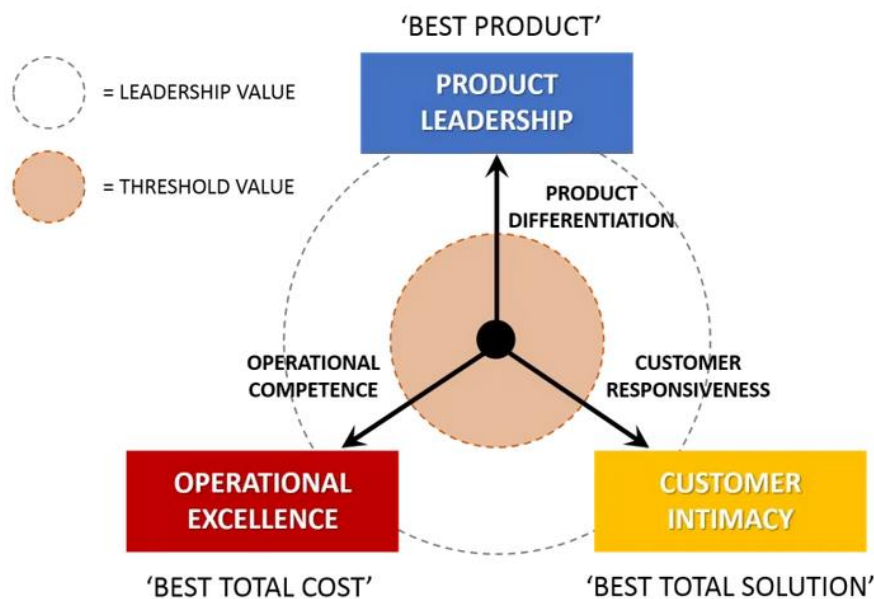 'BEST PRODUCT'
PRODUCT
LEADERSHIP
= LEADERSHIP VALUE
= THRESHOLD VALUE
PRODUCT
DIFFERENTIATION
OPERATIONAL
COMPETENCE
CUSTOMER
RESPONSIVENESS
OPERATIONAL
EXCELLENCE
CUSTOMER
INTIMACY
'BEST TOTAL COST'
'BEST TOTAL SOLUTION'